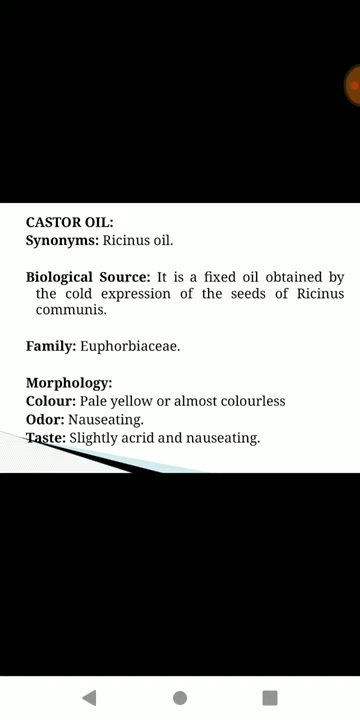 CASTOR OIL:
Synonyms: Ricinus oil.
Biological Source: It is a fixed oil obtained by
the cold expression of the seeds of Ricinus
communis.
Family: Euphorbiaceae.
Morphology:
Colour: Pale yellow or almost colourless
Odor: Nauseating.
Taste: Slightly acrid and nauseating.